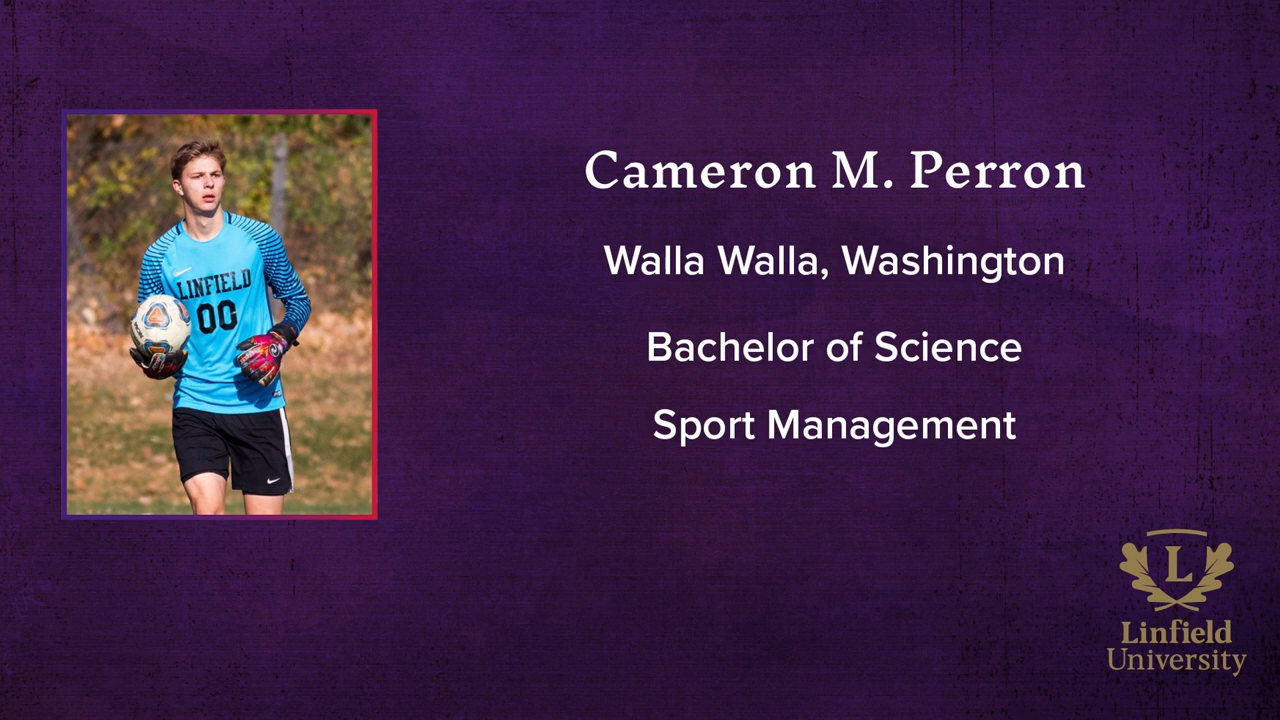 Cameron M. Perron
Walla Walla, Washington
Bachelor of Science
Sport Management
LINFIELD
00
L
Linfield
University